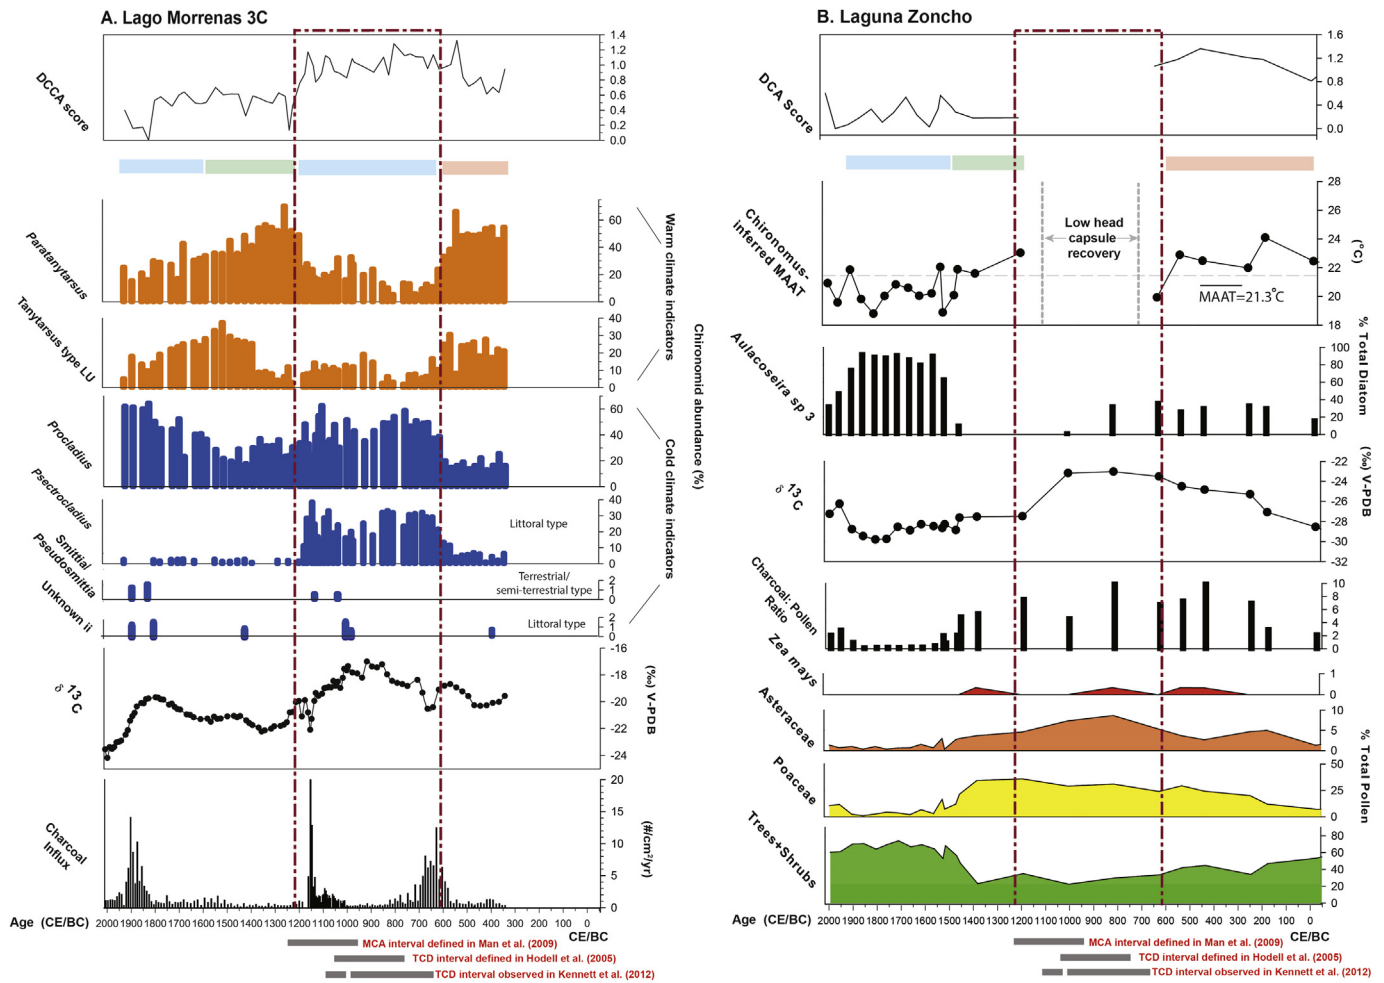 A. Lago Morrenas 3C
DCCA score
1.4
1.2
1.0
0.8
0.6
0.4
0.2
0.0
Paratanytarsus
60
40
20
0
Tanytarsus type LU
40
30
20
10
0
Procladius
60
40
20
0
Psectrocladius
40
30
20
10
0
Littoral type
Smittia/
Pseudosmittia
2
1
0
Terrestrial/
semi-terrestrial type
Unknown ii
2
1
0
Littoral type
Warm climate indicators
Chironomid abundance (%)
Cold climate indicators
δ 13 C
-16
-18
-20
-22
-24
(‰) V-PDB
Charcoal
Influx
20
15
10
5
0
(#/cm²/yr)
Age (CE/BC)
2000 1900 1800 1700 1600 1500 1400 1300 1200 1100 1000 900 800 700 600 500 400 300 200 100 0
CE/BC
MCA interval defined in Man et al. (2009)
TCD interval defined in Hodell et al. (2005)
TCD interval observed in Kennett et al. (2012)
B. Laguna Zoncho
DCA Score
1.6
1.2
0.8
0.4
0.0
Chironomus-
inferred MAAT
28
26
24
22
20
18
(°C)
Low head
capsule
recovery
MAAT=21.3°C
Aulacoseira sp 3
100
80
60
40
20
0
% Total Diatom
δ 13 C
-22
-24
-26
-28
-30
-32
(‰) V-PDB
Charcoal: Pollen
Ratio
10
8
6
4
2
0
Zea mays
1
0
Asteraceae
10
5
0
Poaceae
50
25
0
Trees+Shrubs
80
60
40
20
0
% Total Pollen
Age (CE/BC)
2000 1900 1800 1700 1600 1500 1400 1300 1200 1100 1000 900 800 700 600 500 400 300 200 100 0
CE/BC
MCA interval defined in Man et al. (2009)
TCD interval defined in Hodell et al. (2005)
TCD interval observed in Kennett et al. (2012)